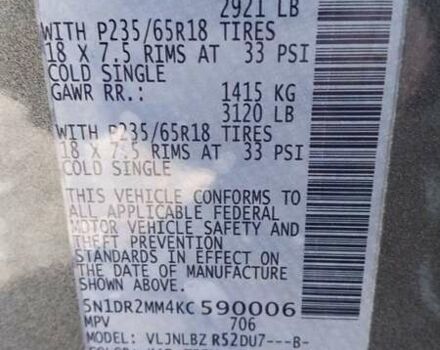 2921 LB
WITH P235/65R18 TIRES
18 X 7.5 RIMS AT 33 PSI
COLD SINGLE
GAWR RR.: 1415 KG
3120 LB
WITH P235/65R18 TIRES
18 X 7.5 RIMS AT 33 PSI
COLD SINGLE
THIS VEHICLE CONFORMS TO
ALL APPLICABLE FEDERAL
MOTOR VEHICLE SAFETY AND
THEFT PREVENTION
STANDARDS IN EFFECT ON THE
DATE OF MANUFACTURE
SHOWN ABOVE.
5N1DR2MM4KC590006
MPV 706
MODEL: VLJNLBZ R52DU7---B-